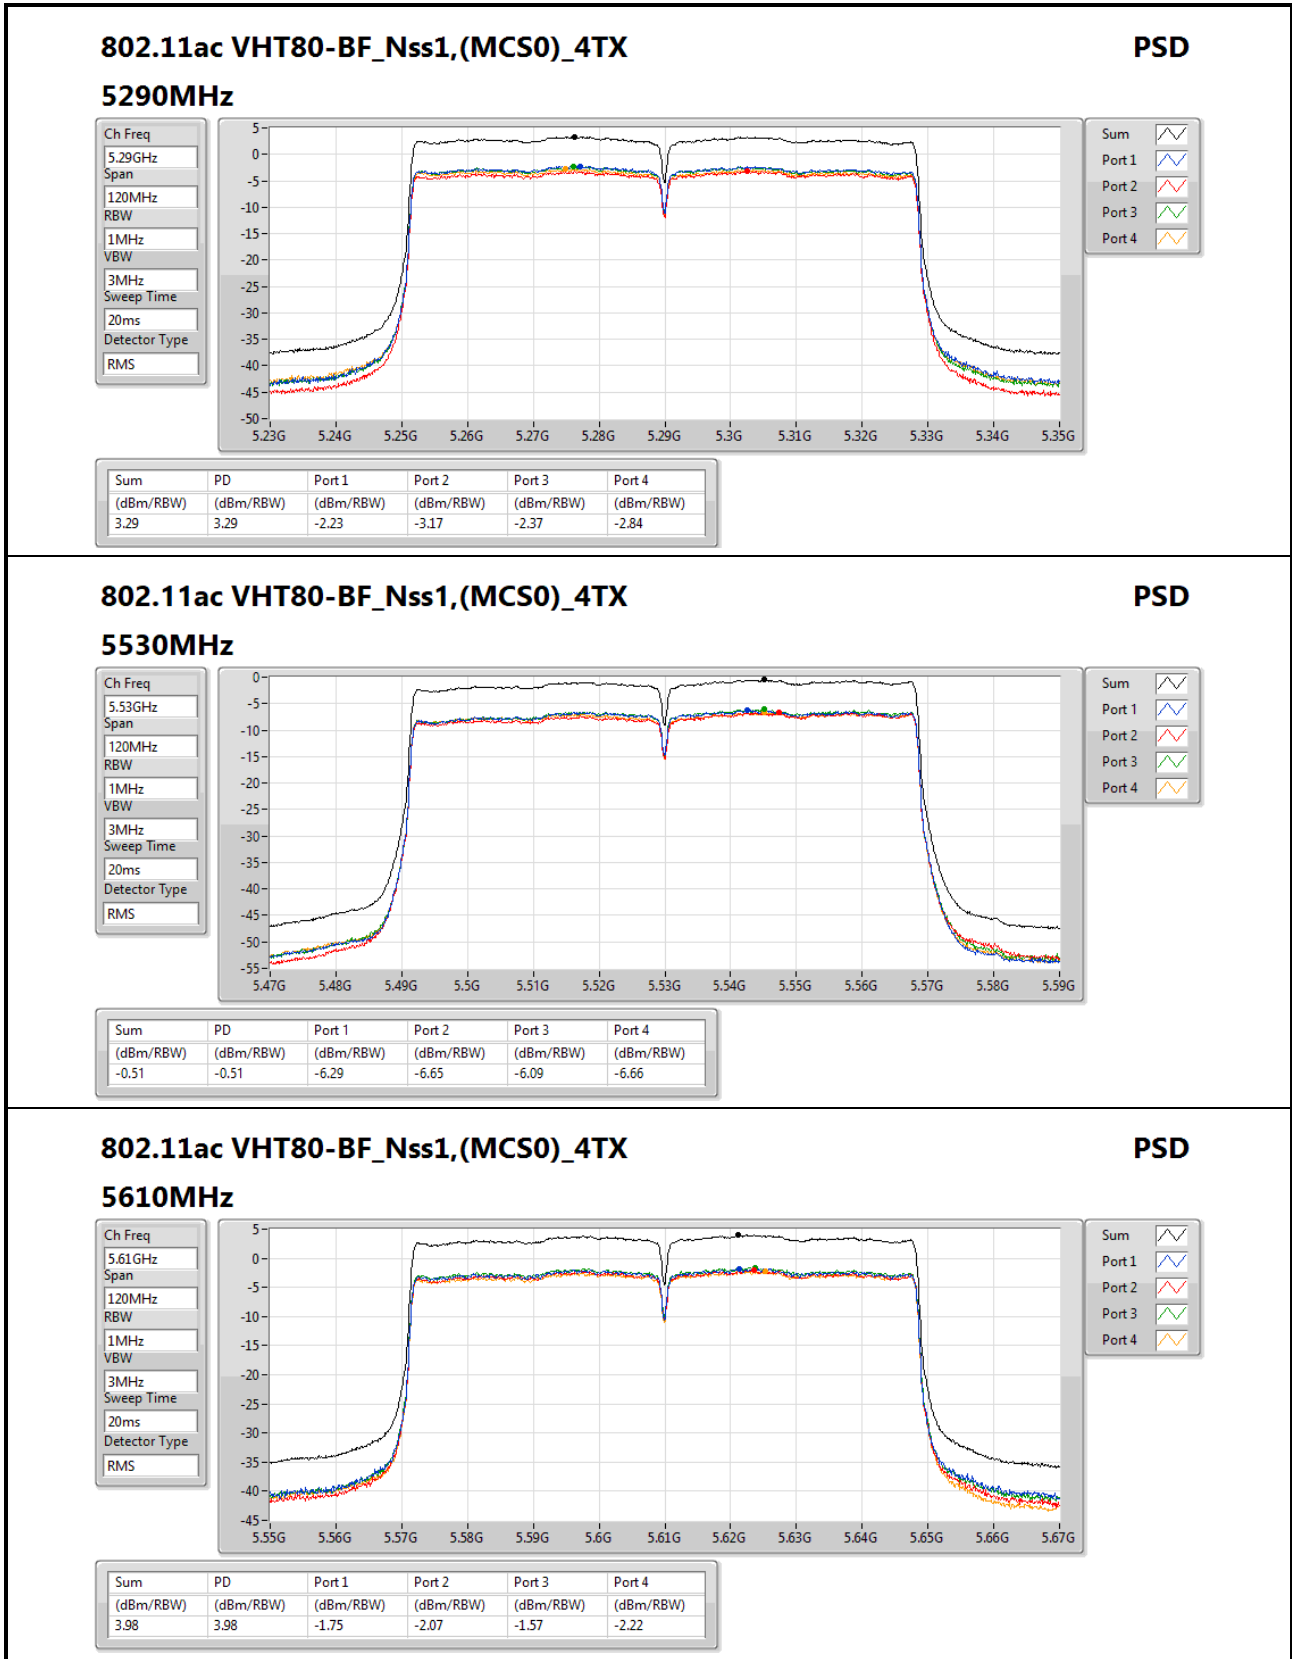 802.11ac VHT80-BF_Nss1,(MCS0)_4TX PSD
5290MHz
Ch Freq
5.29GHz
Span
120MHz
RBW
1MHz
VBW
3MHz
Sweep Time
20ms
Detector Type
RMS
5
0
-5
-10
-15
-20
-25
-30
-35
-40
-45
-50
5.23G 5.24G 5.25G 5.26G 5.27G 5.28G 5.29G 5.3G 5.31G 5.32G 5.33G 5.34G 5.35G
Sum
Port 1
Port 2
Port 3
Port 4
Sum PD Port 1 Port 2 Port 3 Port 4
(dBm/RBW) (dBm/RBW) (dBm/RBW) (dBm/RBW) (dBm/RBW) (dBm/RBW)
3.29 3.29 -2.23 -3.17 -2.37 -2.84
802.11ac VHT80-BF_Nss1,(MCS0)_4TX PSD
5530MHz
Ch Freq
5.53GHz
Span
120MHz
RBW
1MHz
VBW
3MHz
Sweep Time
20ms
Detector Type
RMS
0
-5
-10
-15
-20
-25
-30
-35
-40
-45
-50
-55
5.47G 5.48G 5.49G 5.5G 5.51G 5.52G 5.53G 5.54G 5.55G 5.56G 5.57G 5.58G 5.59G
Sum
Port 1
Port 2
Port 3
Port 4
Sum PD Port 1 Port 2 Port 3 Port 4
(dBm/RBW) (dBm/RBW) (dBm/RBW) (dBm/RBW) (dBm/RBW) (dBm/RBW)
-0.51 -0.51 -6.29 -6.65 -6.09 -6.66
802.11ac VHT80-BF_Nss1,(MCS0)_4TX PSD
5610MHz
Ch Freq
5.61GHz
Span
120MHz
RBW
1MHz
VBW
3MHz
Sweep Time
20ms
Detector Type
RMS
5
0
-5
-10
-15
-20
-25
-30
-35
-40
-45
5.55G 5.56G 5.57G 5.58G 5.59G 5.6G 5.61G 5.62G 5.63G 5.64G 5.65G 5.66G 5.67G
Sum
Port 1
Port 2
Port 3
Port 4
Sum PD Port 1 Port 2 Port 3 Port 4
(dBm/RBW) (dBm/RBW) (dBm/RBW) (dBm/RBW) (dBm/RBW) (dBm/RBW)
3.98 3.98 -1.75 -2.07 -1.57 -2.22